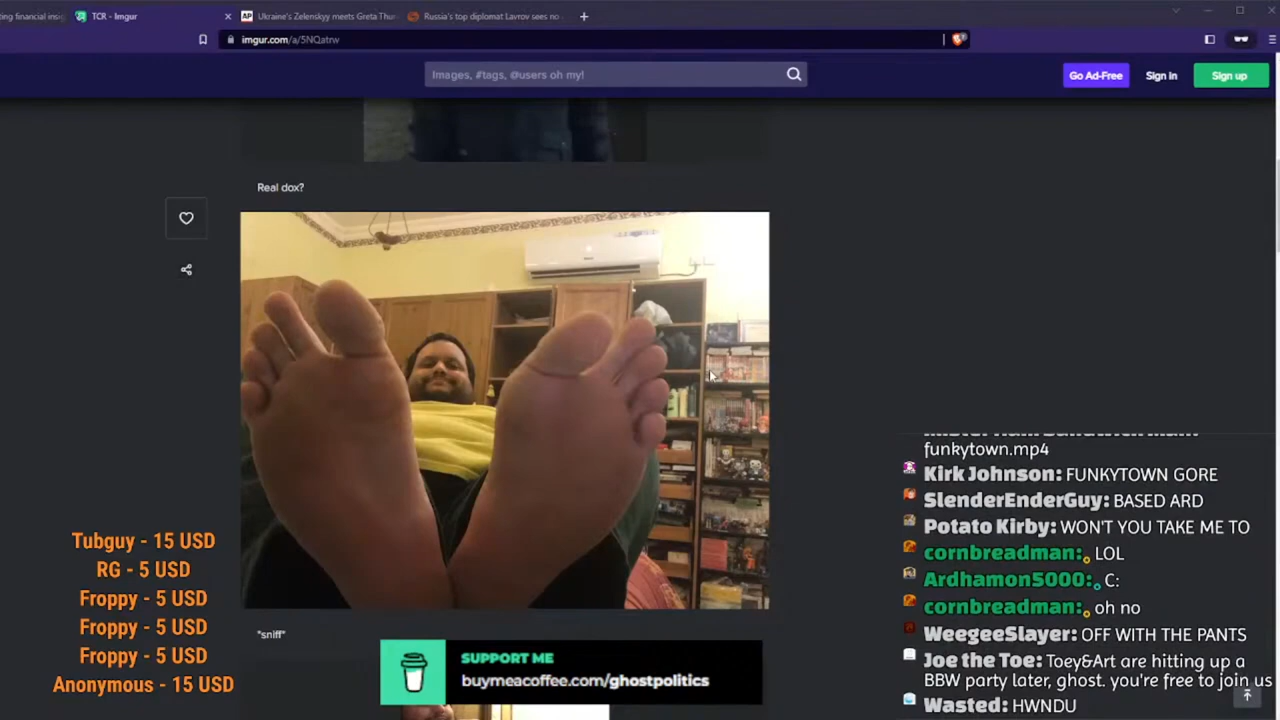 ting financial insig
TCR - Imgur
AP
Ukraine's Zelenskyy meets Greta Thun
Russia's top diplomat Lavrov sees no
imgur.com/a/5NQatrw
Images, #tags, @users oh my!
Go Ad-Free
Sign in
Sign up
Real dox?
funkytown.mp4
Kirk Johnson: FUNKYTOWN GORE
SlenderEnderGuy: BASED ARD
Potato Kirby: WON'T YOU TAKE ME TO
cornbreadman: LOL
Ardhamon5000: C:
cornbreadman: oh no
WeegeeSlayer: OFF WITH THE PANTS
Joe the Toe: Toey&Art are hitting up a
BBW party later, ghost. you're free to join us
Wasted: HWNDU
Tubguy - 15 USD
RG - 5 USD
Froppy - 5 USD
Froppy - 5 USD
Froppy - 5 USD
Anonymous - 15 USD
*sniff*
SUPPORT ME
buymeacoffee.com/ghostpolitics